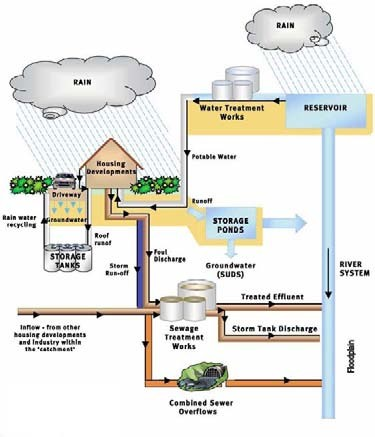 RAIN
RAIN
Water Treatment
Works
RESERVOIR
Housing
Developments
Potable Water
Driveway
Runoff
Rain water
recycling
Groundwater
STORAGE
PONDS
Roof
runof
STORAGE
TANKS
Foul
Discharge
Groundwater
(SUDS)
RIVER
SYSTEM
Storm
Run-off
Treated Effluent
Inflow - from other
housing developments
and industry within
the 'catchment'
Sewage
Treatment
Works
Storm Tank Discharge
Floodplain
Combined Sewer
Overflows